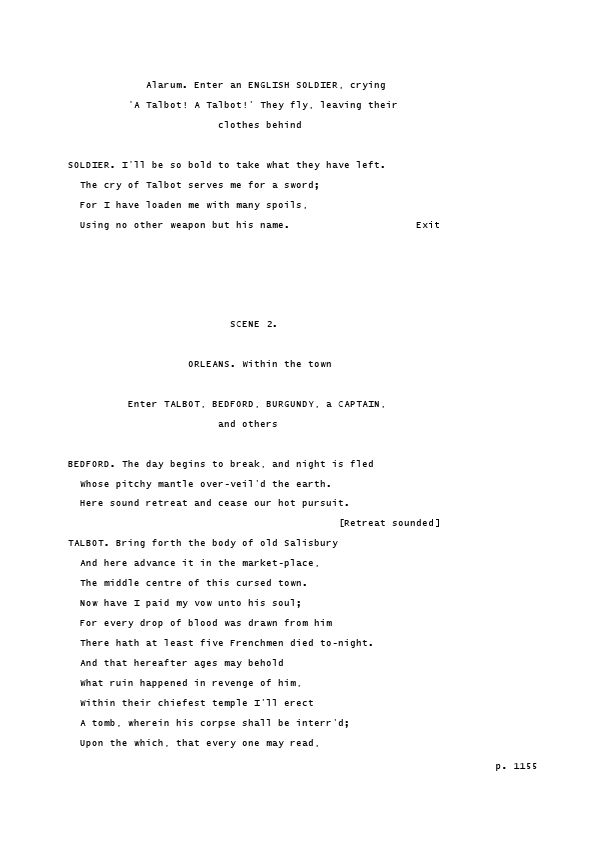 Alarum. Enter an ENGLISH SOLDIER, crying
'A Talbot! A Talbot!' They fly, leaving their
clothes behind
SOLDIER. I'll be so bold to take what they have left.
The cry of Talbot serves me for a sword;
For I have loaden me with many spoils,
Using no other weapon but his name. Exit
SCENE 2.
ORLEANS. Within the town
Enter TALBOT, BEDFORD, BURGUNDY, a CAPTAIN,
and others
BEDFORD. The day begins to break, and night is fled
Whose pitchy mantle over-veil'd the earth.
Here sound retreat and cease our hot pursuit.
[Retreat sounded]
TALBOT. Bring forth the body of old Salisbury
And here advance it in the market-place,
The middle centre of this cursed town.
Now have I paid my vow unto his soul;
For every drop of blood was drawn from him
There hath at least five Frenchmen died to-night.
And that hereafter ages may behold
What ruin happened in revenge of him,
Within their chiefest temple I'll erect
A tomb, wherein his corpse shall be interr'd;
Upon the which, that every one may read,
p. 1155